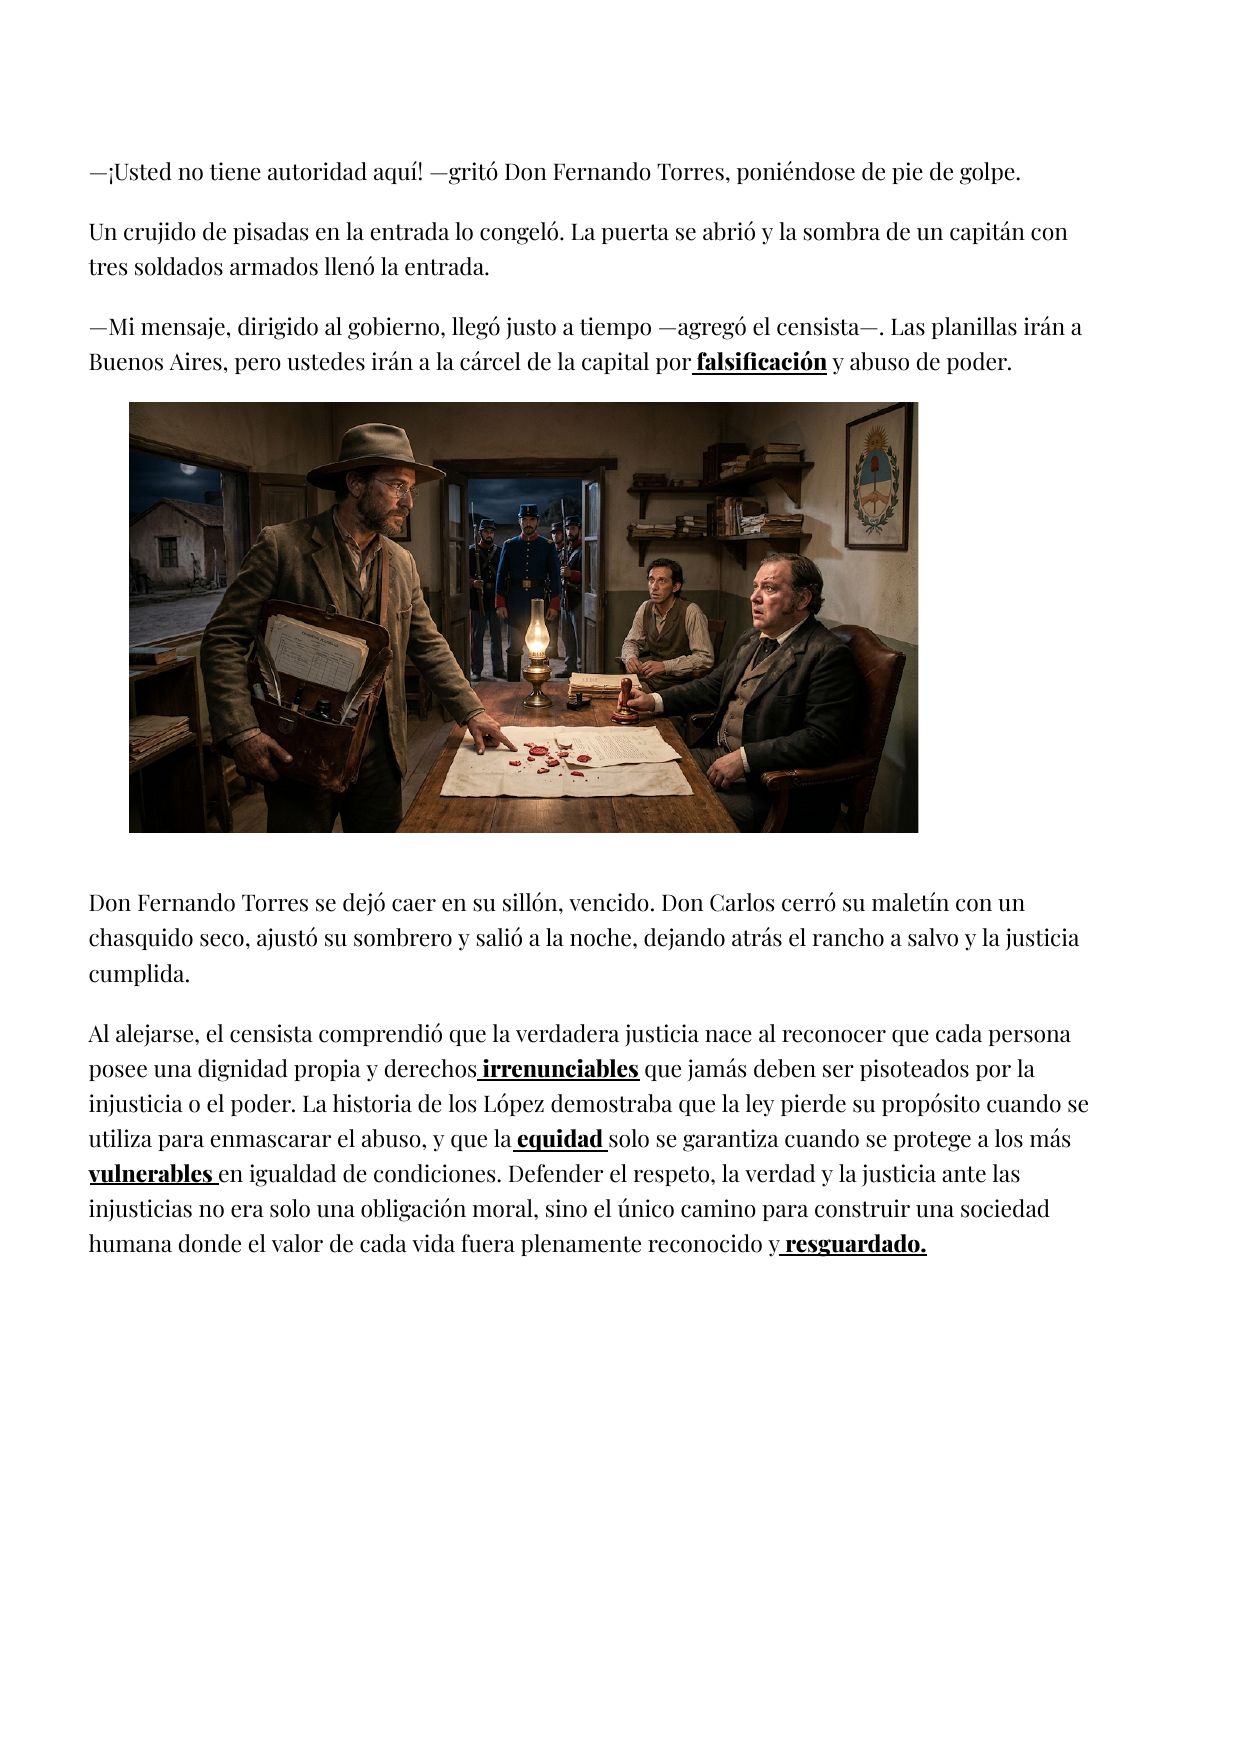 —¡Usted no tiene autoridad aquí! —gritó Don Fernando Torres, poniéndose de pie de golpe.
Un crujido de pisadas en la entrada lo congeló. La puerta se abrió y la sombra de un capitán con
tres soldados armados llenó la entrada.
—Mi mensaje, dirigido al gobierno, llegó justo a tiempo —agregó el censista—. Las planillas irán a
Buenos Aires, pero ustedes irán a la cárcel de la capital por falsificación y abuso de poder.
Don Fernando Torres se dejó caer en su sillón, vencido. Don Carlos cerró su maletín con un
chasquido seco, ajustó su sombrero y salió a la noche, dejando atrás el rancho a salvo y la justicia
cumplida.
Al alejarse, el censista comprendió que la verdadera justicia nace al reconocer que cada persona
posee una dignidad propia y derechos irrenunciables que jamás deben ser pisoteados por la
injusticia o el poder. La historia de los López demostraba que la ley pierde su propósito cuando se
utiliza para enmascarar el abuso, y que la equidad solo se garantiza cuando se protege a los más
vulnerables en igualdad de condiciones. Defender el respeto, la verdad y la justicia ante las
injusticias no era solo una obligación moral, sino el único camino para construir una sociedad
humana donde el valor de cada vida fuera plenamente reconocido y resguardado.